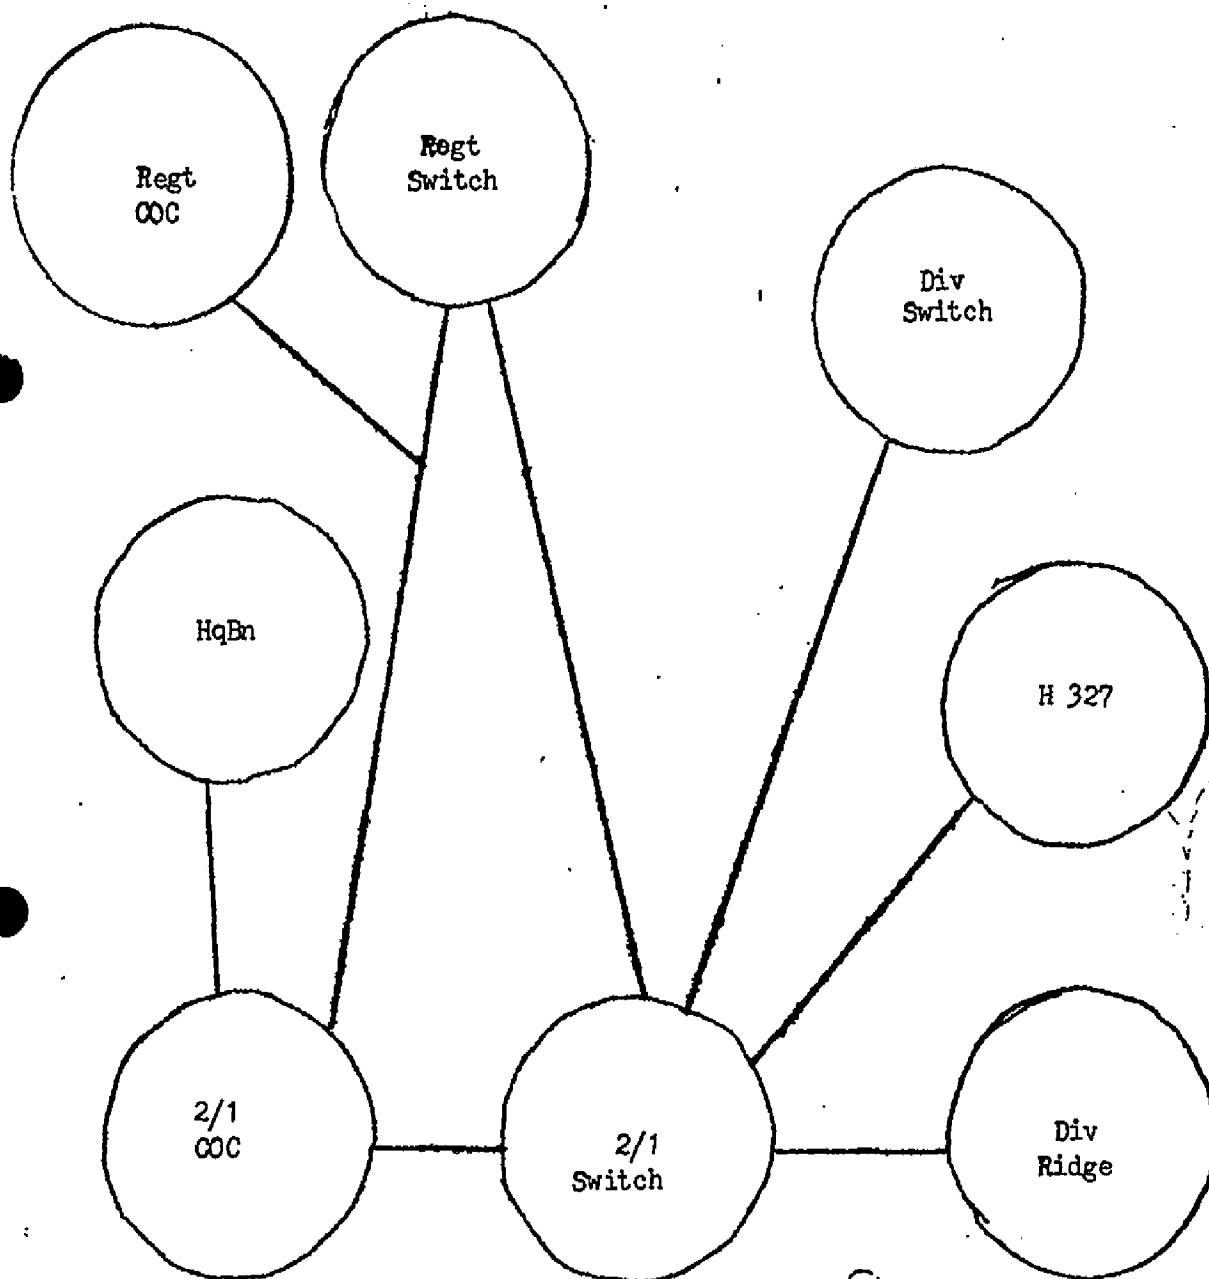 Regt
COC
Regt
Switch
Div
Switch
HqBn
H 327
2/1
COC
2/1
Switch
Div
Ridge